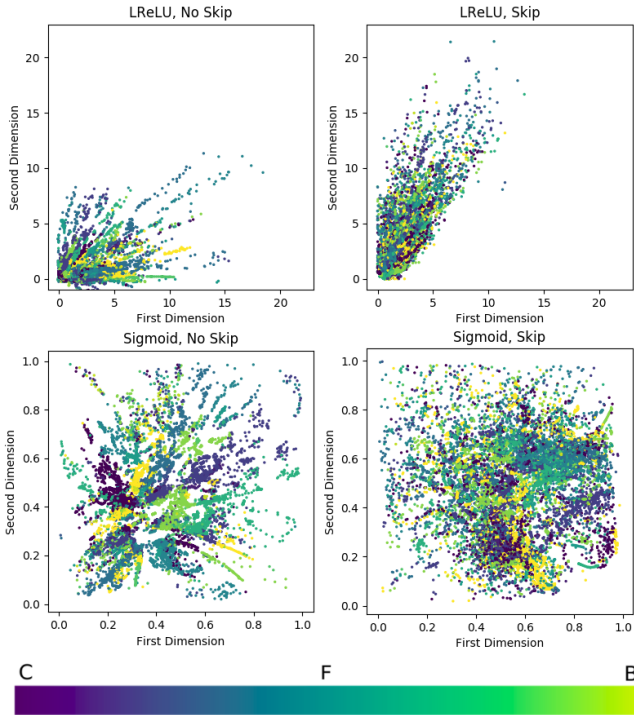 LReLU, No Skip
20
15
10
5
0
Second Dimension
0 5 10 15 20
First Dimension
LReLU, Skip
20
15
10
5
0
Second Dimension
0 5 10 15 20
First Dimension
Sigmoid, No Skip
1.0
0.8
0.6
0.4
0.2
0.0
Second Dimension
0.0 0.2 0.4 0.6 0.8 1.0
First Dimension
Sigmoid, Skip
1.0
0.8
0.6
0.4
0.2
0.0
Second Dimension
0.0 0.2 0.4 0.6 0.8 1.0
First Dimension
C F B